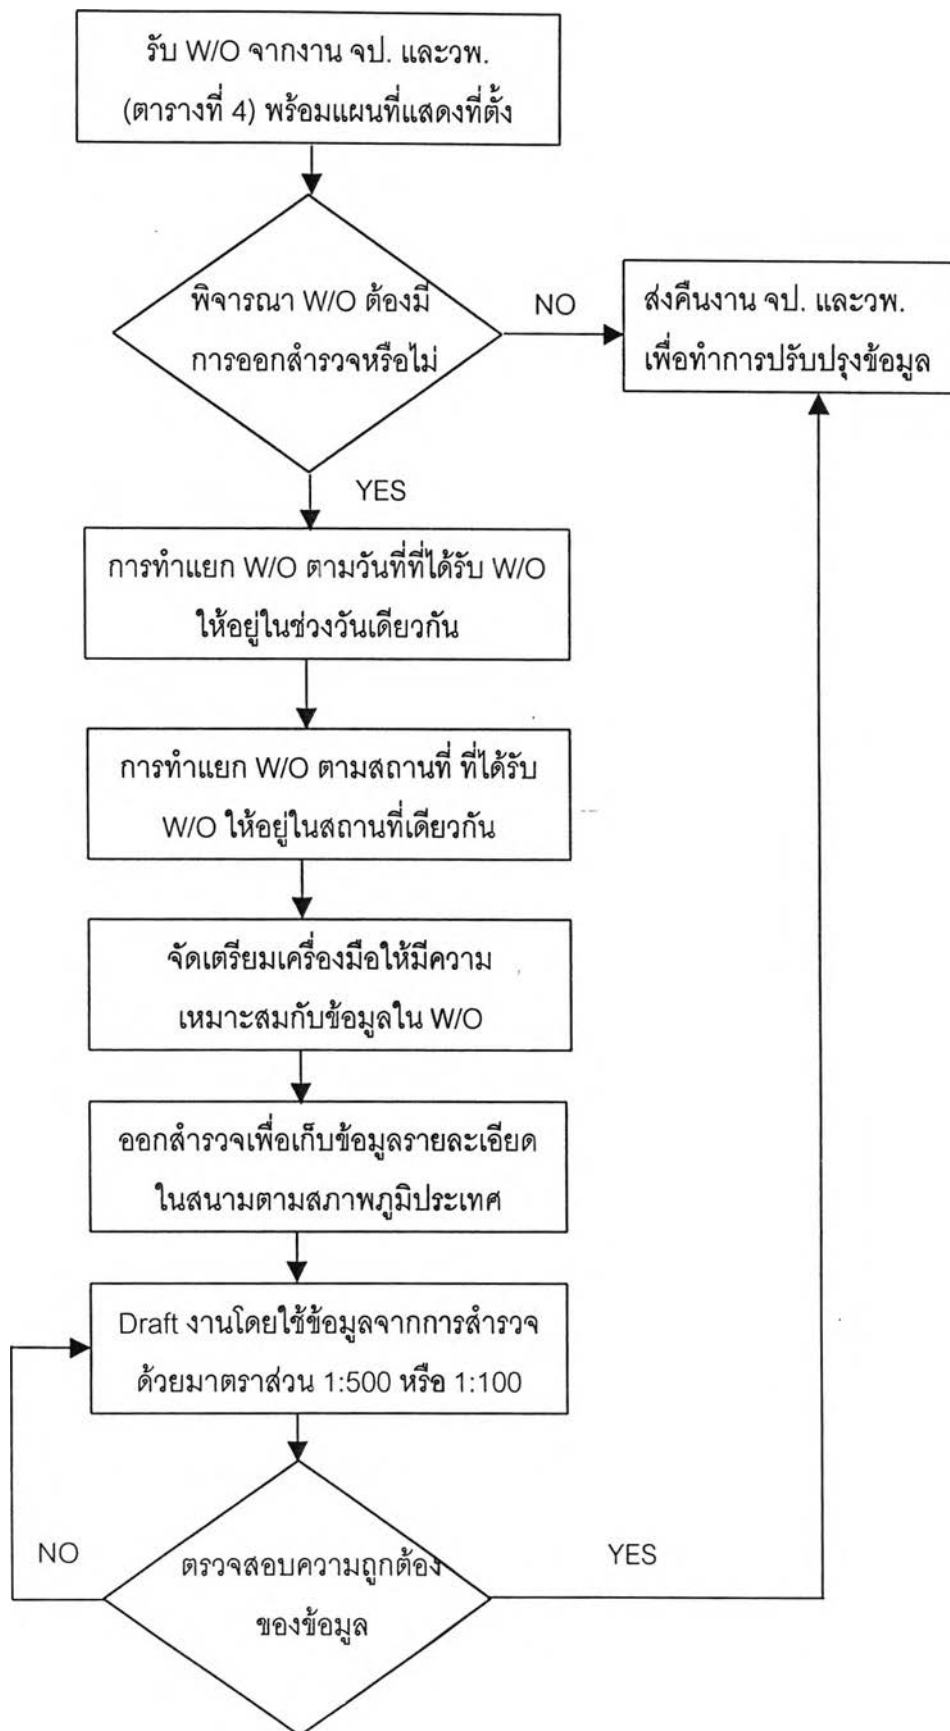 รับ W/O จากงาน จป. และวพ.
(ตารางที่ 4) พร้อมแผนที่แสดงที่ตั้ง
พิจารณา W/O ต้องมี
การออกสำรวจหรือไม่
NO
ส่งคืนงาน จป. และวพ.
เพื่อทำการปรับปรุงข้อมูล
YES
การทำแยก W/O ตามวันที่ที่ได้รับ W/O
ให้อยู่ในช่วงวันเดียวกัน
การทำแยก W/O ตามสถานที่ ที่ได้รับ
W/O ให้อยู่ในสถานที่เดียวกัน
จัดเตรียมเครื่องมือให้มีความ
เหมาะสมกับข้อมูลใน W/O
ออกสำรวจเพื่อเก็บข้อมูลรายละเอียด
ในสนามตามสภาพภูมิประเทศ
Draft งานโดยใช้ข้อมูลจากการสำรวจ
ด้วยมาตราส่วน 1:500 หรือ 1:100
NO
ตรวจสอบความถูกต้อง
ของข้อมูล
YES